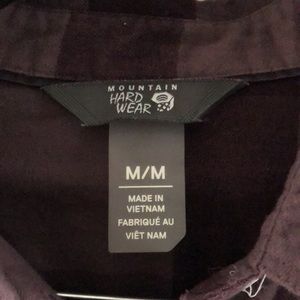 MOUNTAIN
HARD
WEAR
M/M
MADE IN
VIETNAM
FABRIQUÉ AU
VIÊT NAM